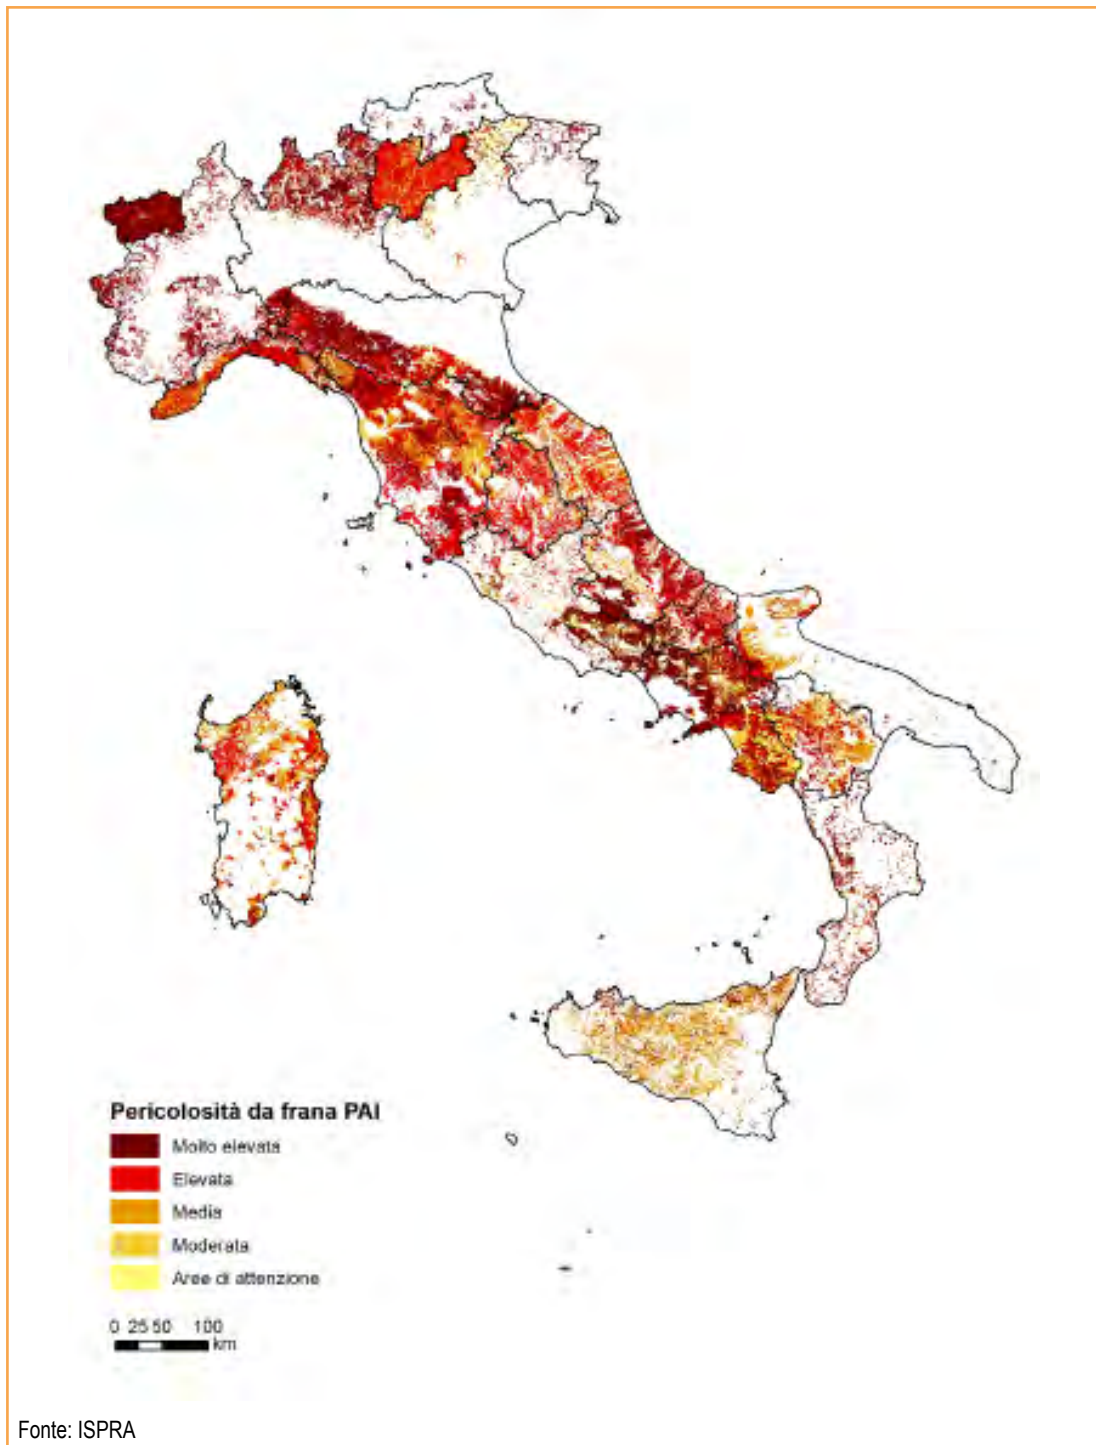 Pericolosità da frana PAI
Molto elevata
Elevata
Media
Moderata
Aree di attenzione
0 25 50 100
km
Fonte: ISPRA